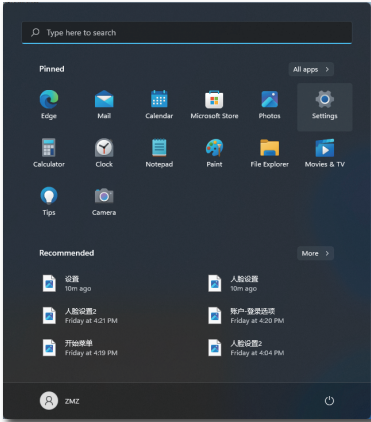 Type here to search
Pinned
All apps >
Edge Mail Calendar Microsoft Store Photos Settings
Calculator Clock Notepad Paint File Explorer Movies & TV
Tips Camera
Recommended
More >
设置 人脸设置
10m ago 10m ago
人脸设置2 账户-登录选项
Friday at 4:21 PM Friday at 4:20 PM
开始菜单 人脸设置2
Friday at 4:19 PM Friday at 4:04 PM
ZMZ